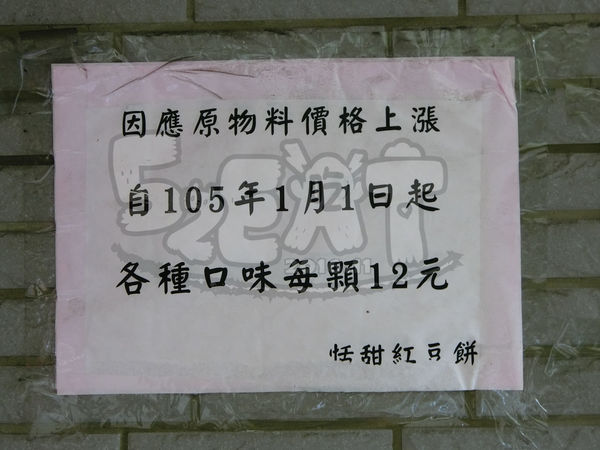 因應原物料價格上漲
自105年1月1日起
各種口味每顆12元
恁甜紅豆餅